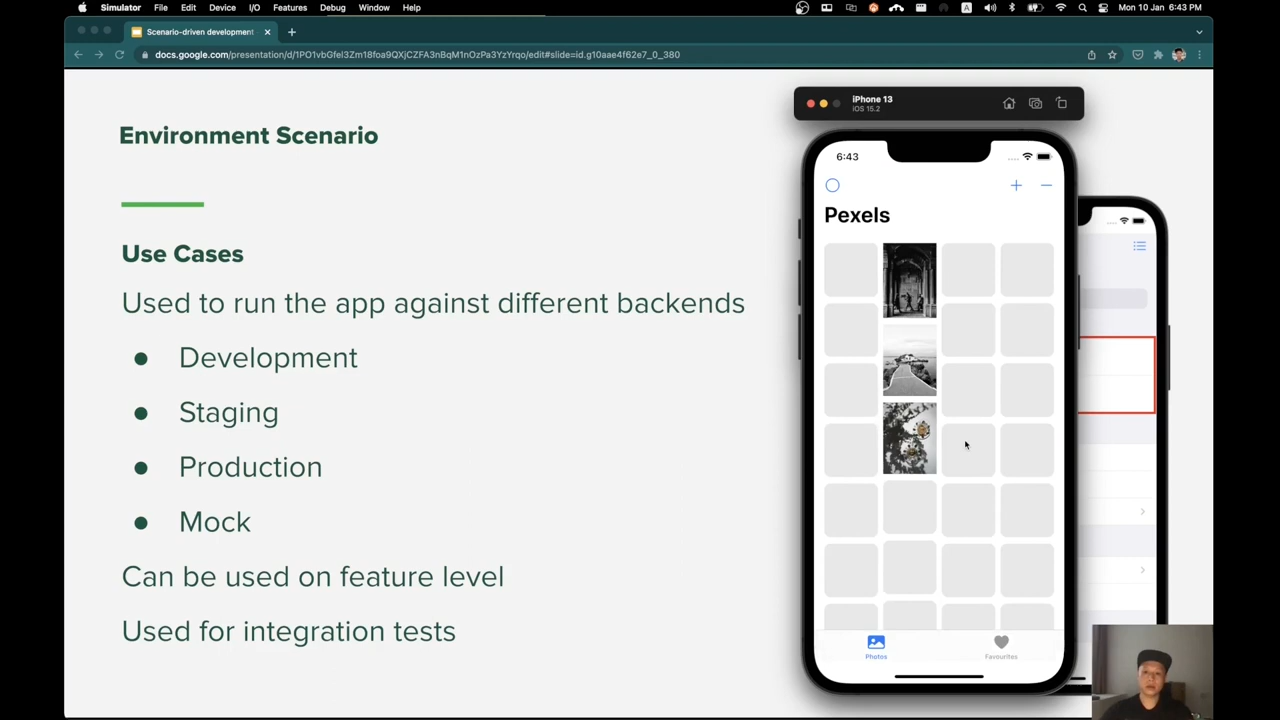 Simulator File Edit Device I/O Features Debug Window Help
A
Mon 10 Jan 6:43 PM
Scenario-driven development
docs.google.com/presentation/d/1PO1vbGfel3Zm18foa9QXjCZFA3nBqM1nOzPa3YzYrqo/edit#slide=id.g10aae4f62e7_0_380
Environment Scenario
Use Cases
Used to run the app against different backends
● Development
● Staging
● Production
● Mock
Can be used on feature level
Used for integration tests
iPhone 13
iOS 15.2
6:43
Pexels
Photos
Favourites